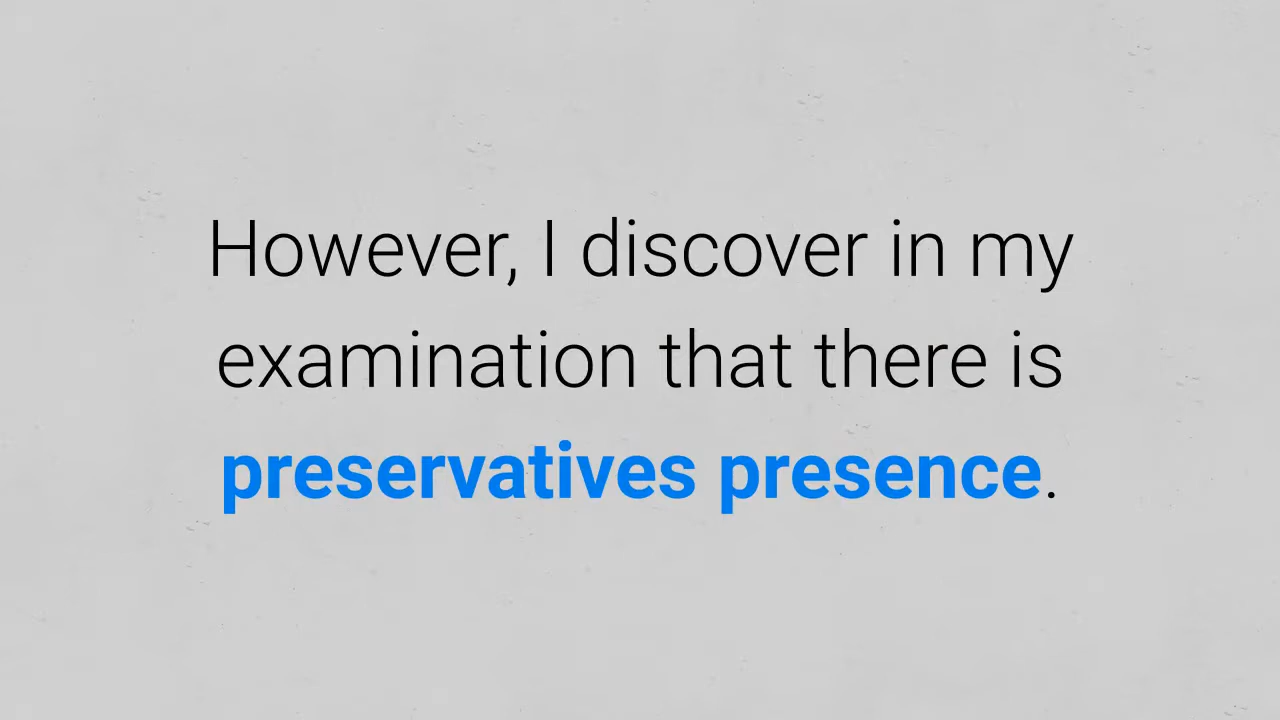 However, I discover in my
examination that there is
preservatives presence.